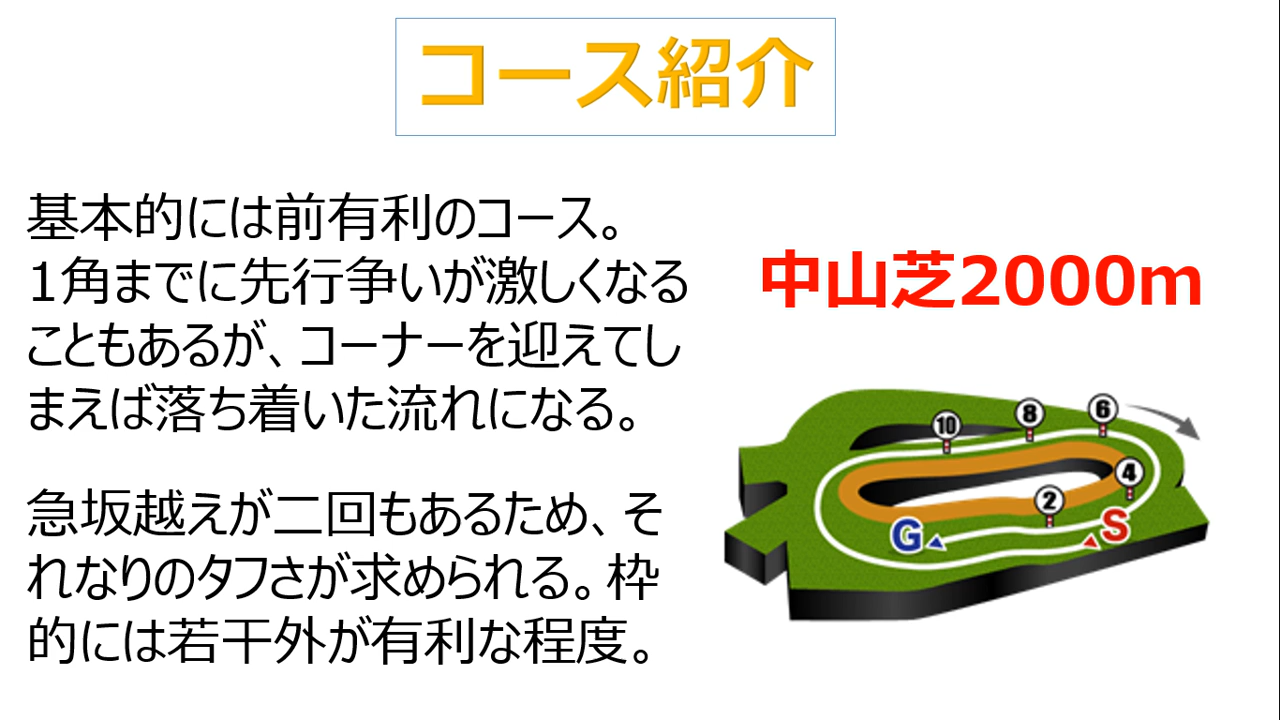 コース紹介
基本的には前有利のコース。
１角までに先行争いが激しくなる
こともあるが、コーナーを迎えてし
まえば落ち着いた流れになる。
急坂越えが二回もあるため、そ
れなりのタフさが求められる。枠
的には若干外が有利な程度。
中山芝2000m
10
8
6
4
2
G
S